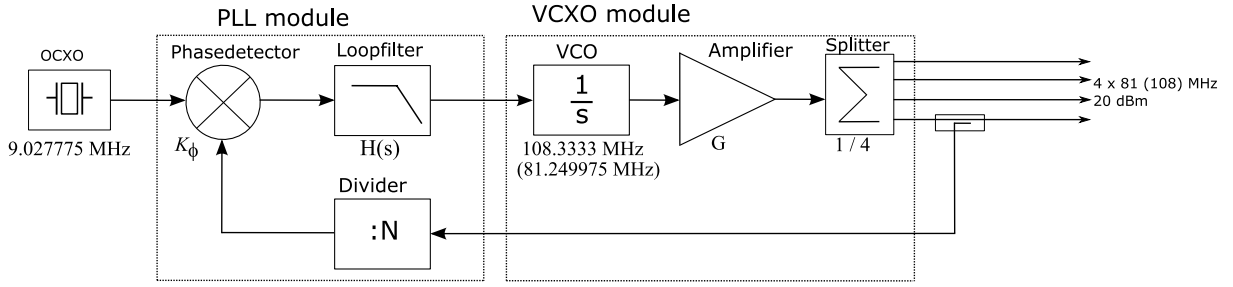 PLL module
VCXO module
OCXO
Phasedetector
Loopfilter
VCO
Amplifier
Splitter
1
s
4 x 81 (108) MHz
20 dBm
9.027775 MHz
Kϕ
H(s)
108.3333 MHz
(81.249975 MHz)
G
1 / 4
Divider
:N